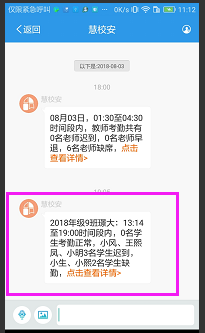 仅限紧急呼叫
0K/s
11:12
返回
慧校安
以下是:2018-08-03
18:00
慧校安
08月03日，01:30至04:30
时间段内，教师考勤共有
0名老师迟到，0名老师早
退，6名老师缺席，点击
查看详情>
慧校安
2018年级9班璟大：13:14
至19:00时间段内，0名学
生考勤正常，小风、王熙
凤、小明3名学生迟到，
小生、小熙2名学生缺
勤，点击查看详情>